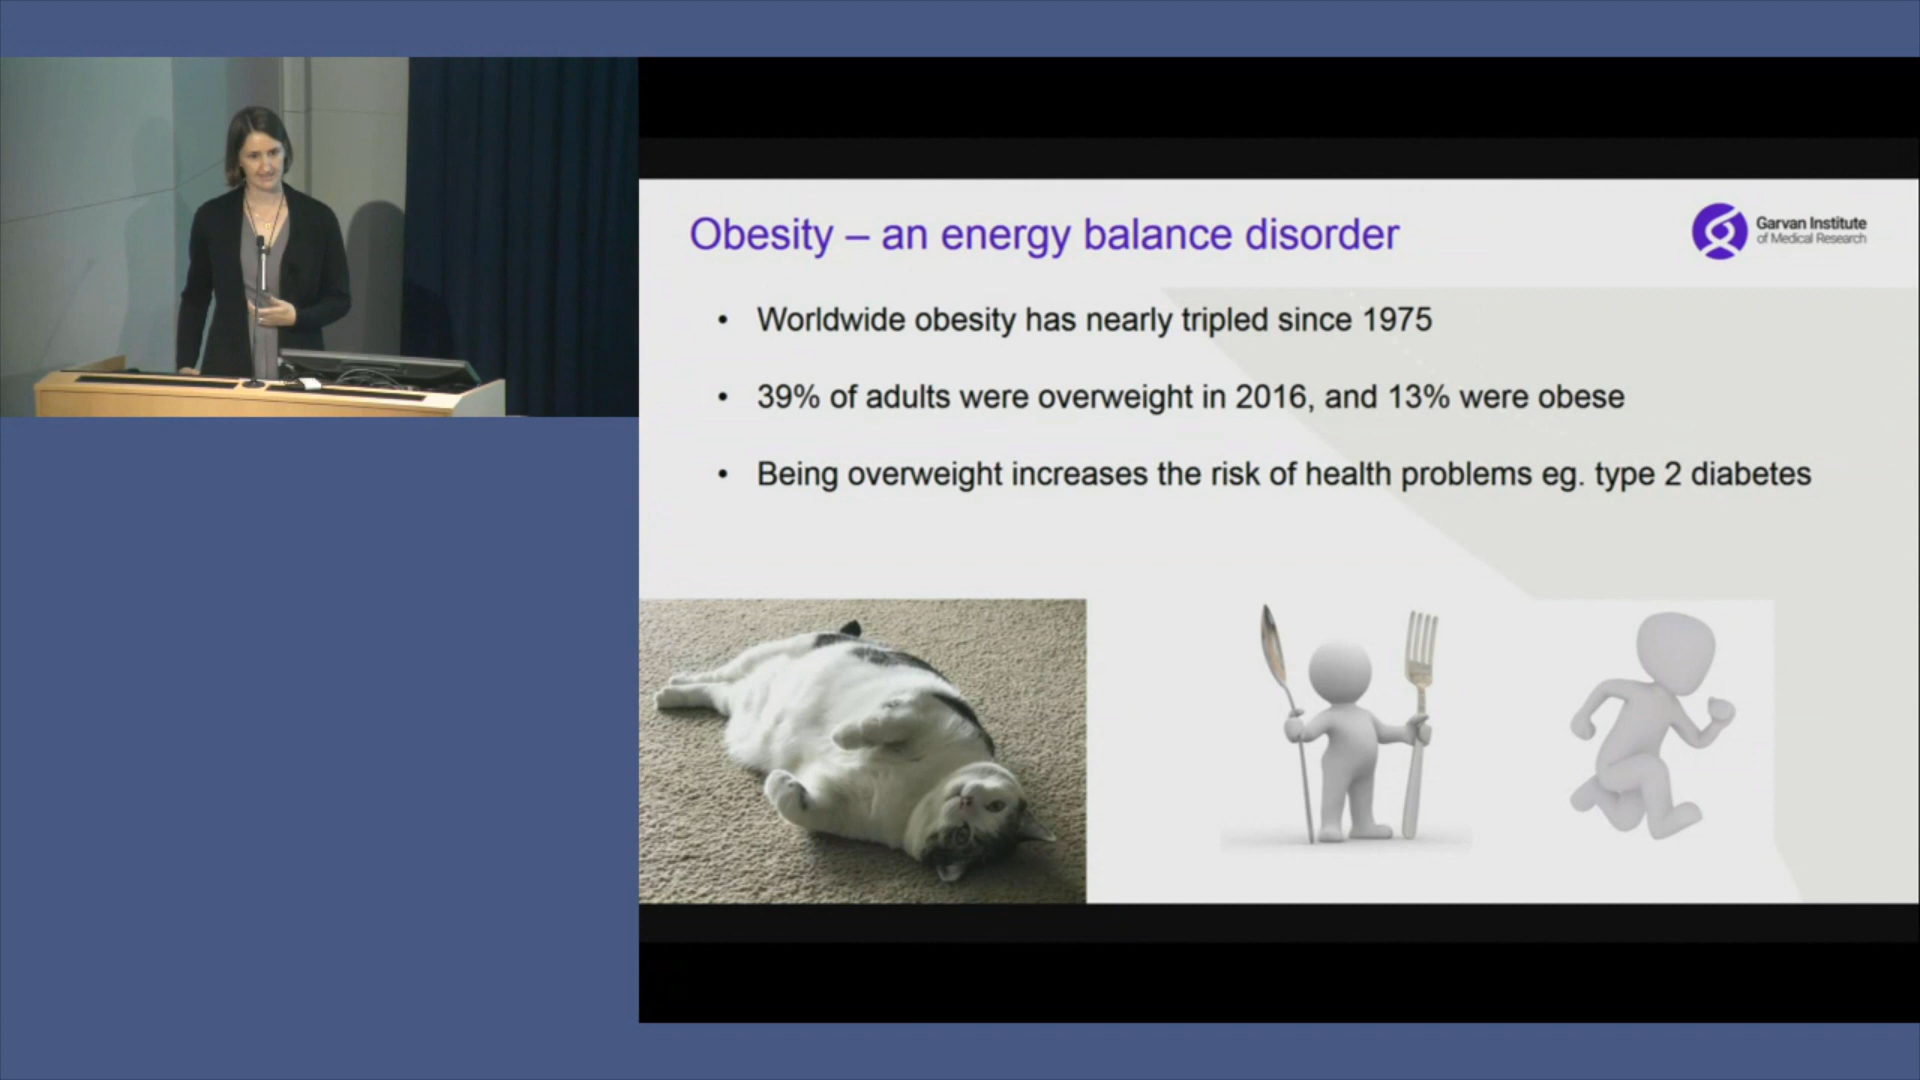 Obesity – an energy balance disorder
Garvan Institute
of Medical Research
• Worldwide obesity has nearly tripled since 1975
• 39% of adults were overweight in 2016, and 13% were obese
• Being overweight increases the risk of health problems eg. type 2 diabetes